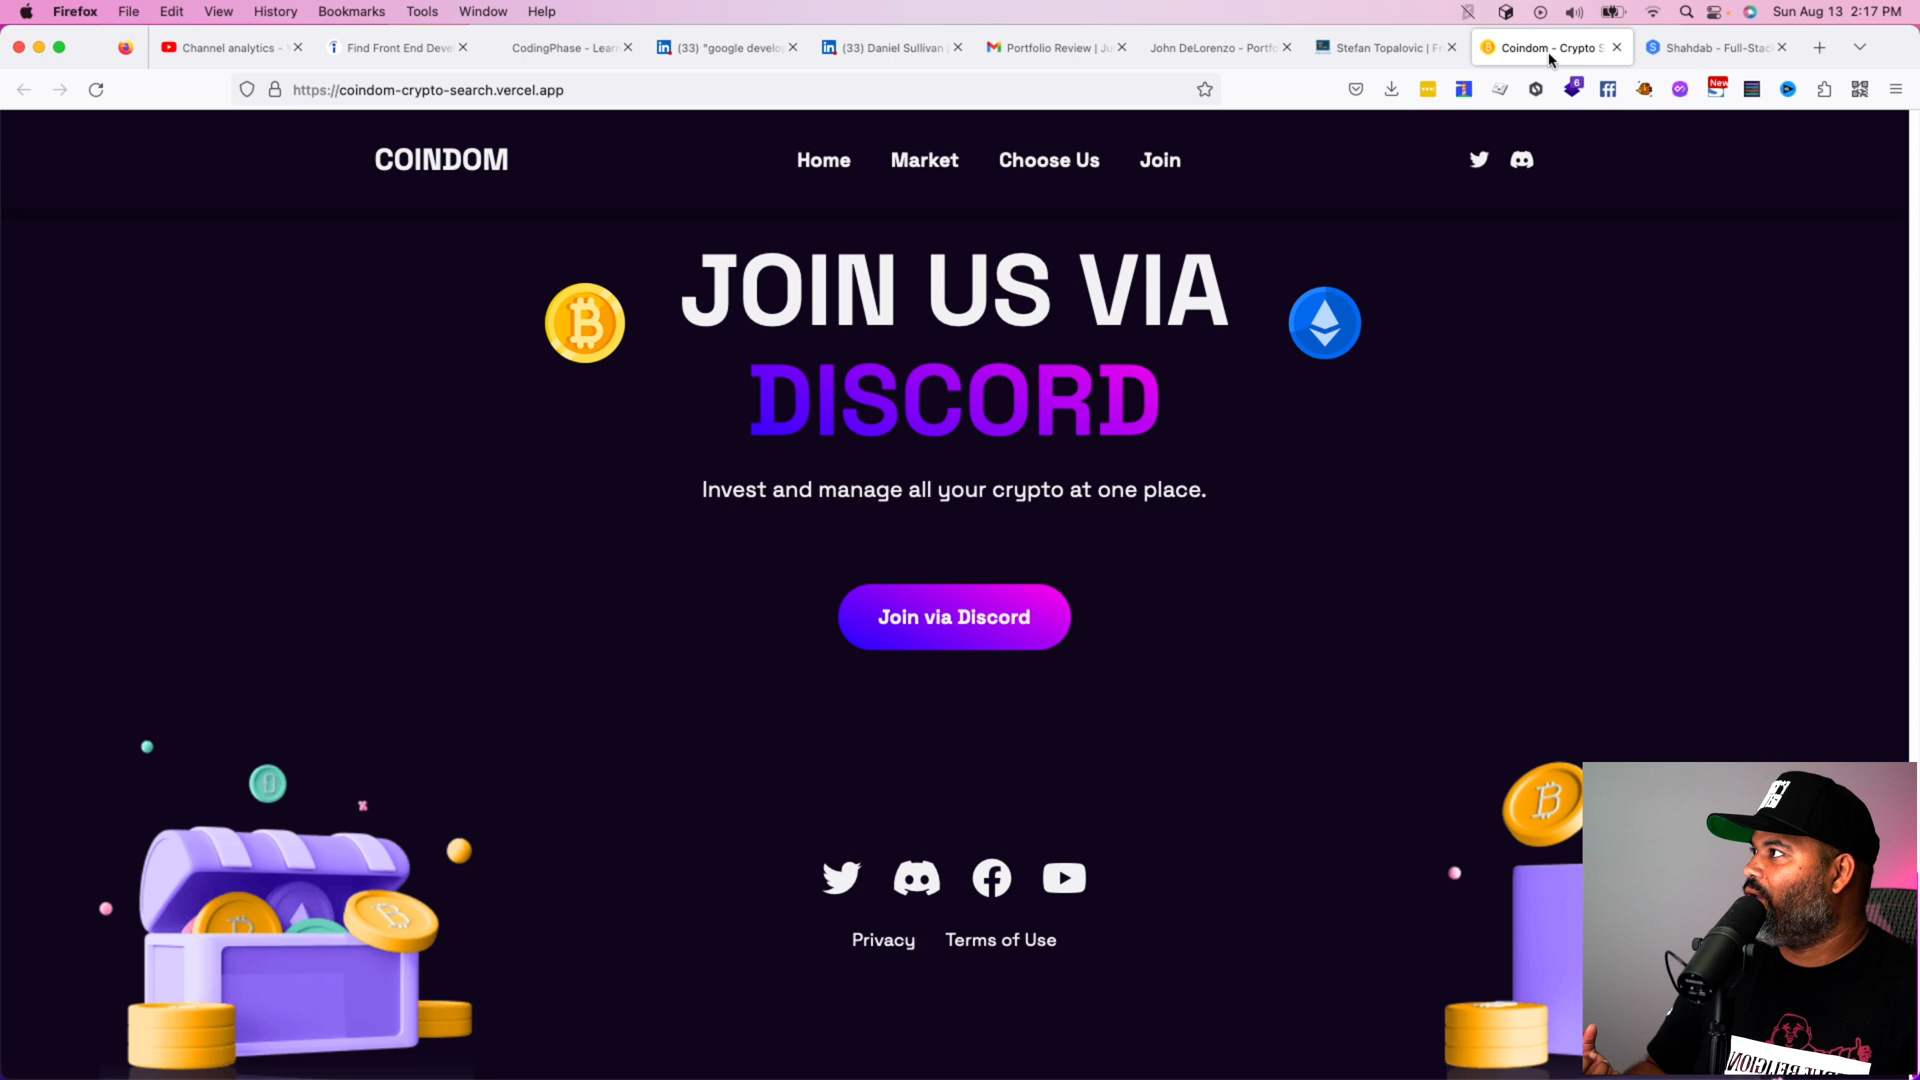 Firefox File Edit View History Bookmarks Tools Window Help Sun Aug 13 2:17 PM
Channel analytics - Find Front End Deve CodingPhase - Lear (33) "google develo (33) Daniel Sullivan Portfolio Review | Ju John DeLorenzo - Portfo Stefan Topalovic | Fr Coindom - Crypto S Shahdab - Full-Stac
https://coindom-crypto-search.vercel.app 6 New
COINDOM Home Market Choose Us Join
JOIN US VIA
DISCORD
Invest and manage all your crypto at one place.
Join via Discord
Privacy Terms of Use